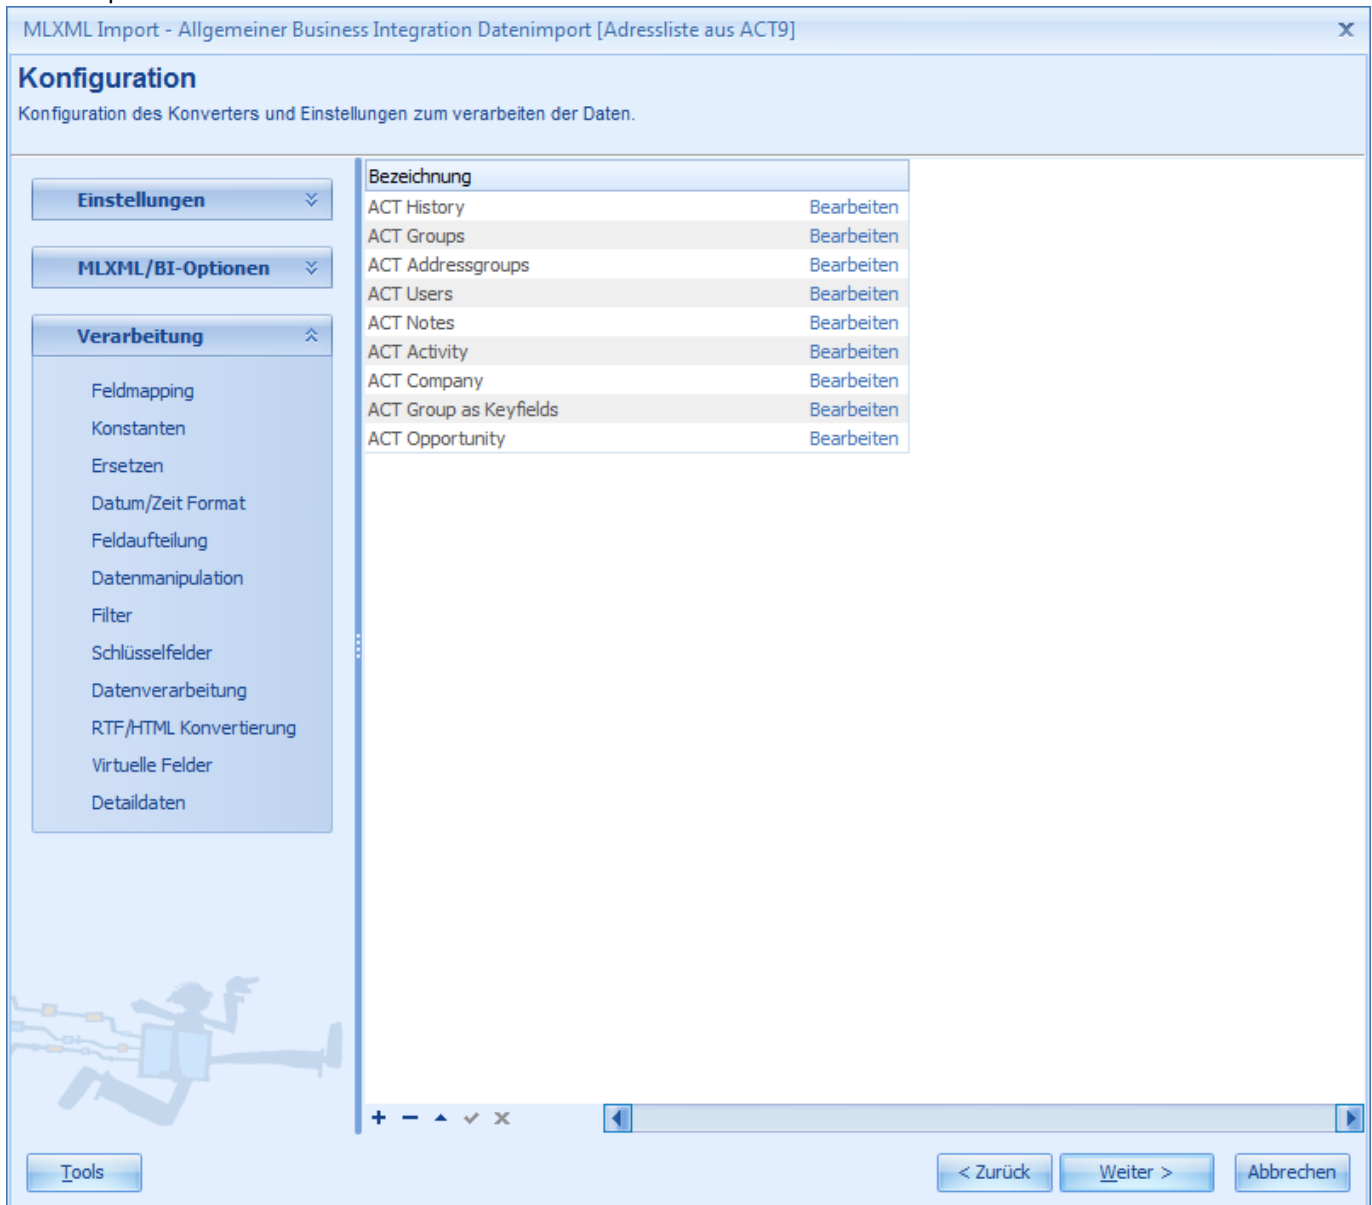 MLXML Import - Allgemeiner Business Integration Datenimport [Adressliste aus ACT9]
Konfiguration
Konfiguration des Konverters und Einstellungen zum verarbeiten der Daten.
Einstellungen
MLXML/BI-Optionen
Verarbeitung
Feldmapping
Konstanten
Ersetzen
Datum/Zeit Format
Feldaufteilung
Datenmanipulation
Filter
Schlüsselfelder
Datenverarbeitung
RTF/HTML Konvertierung
Virtuelle Felder
Detaildaten
Bezeichnung
ACT History Bearbeiten
ACT Groups Bearbeiten
ACT Addressgroups Bearbeiten
ACT Users Bearbeiten
ACT Notes Bearbeiten
ACT Activity Bearbeiten
ACT Company Bearbeiten
ACT Group as Keyfields Bearbeiten
ACT Opportunity Bearbeiten
Tools
< Zurück
Weiter >
Abbrechen